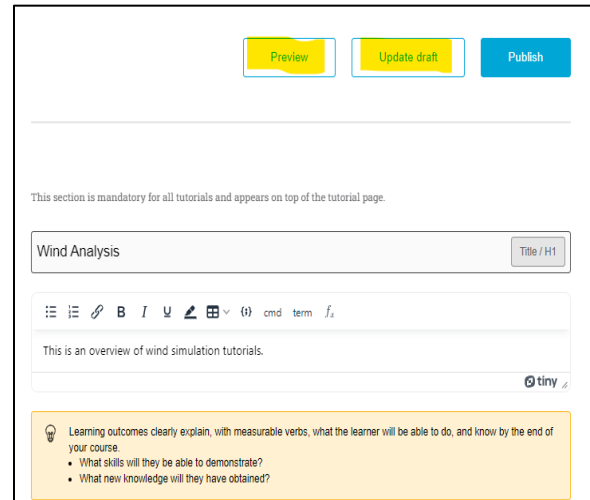 Preview Update draft Publish
This section is mandatory for all tutorials and appears on top of the tutorial page.
Wind Analysis Title / H1
B I U {;} cmd term fx
This is an overview of wind simulation tutorials.
tiny
Learning outcomes clearly explain, with measurable verbs, what the learner will be able to do, and know by the end of
your course.
• What skills will they be able to demonstrate?
• What new knowledge will they have obtained?